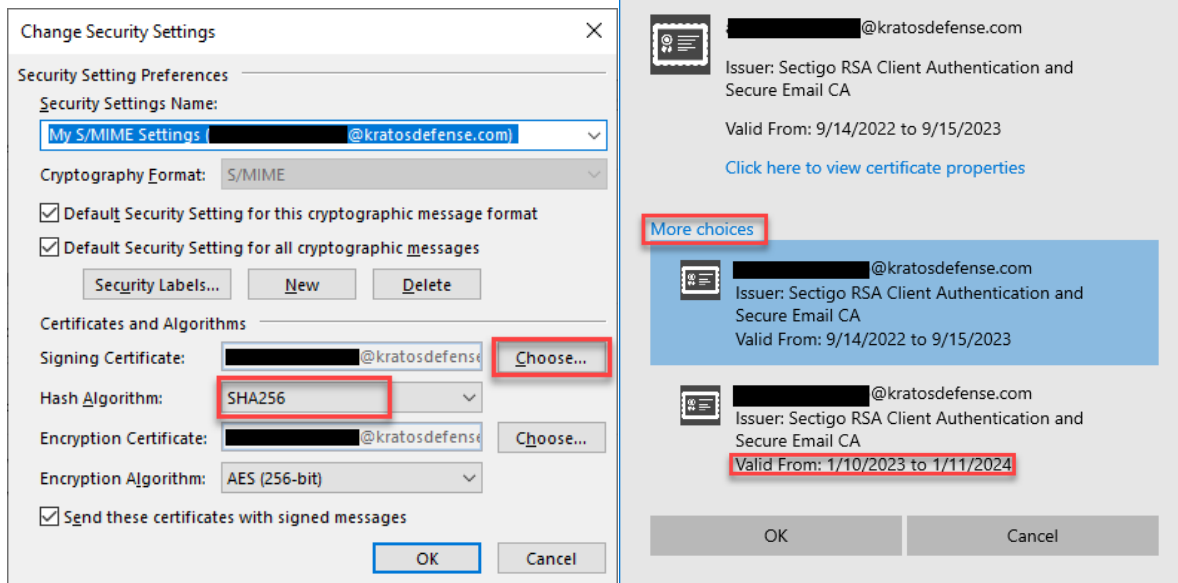 Change Security Settings
Security Setting Preferences
Security Settings Name:
My S/MIME Settings ( @kratosdefense.com)
Cryptography Format: S/MIME
Default Security Setting for this cryptographic message format
Default Security Setting for all cryptographic messages
Security Labels... New Delete
Certificates and Algorithms
Signing Certificate: @kratosdefense Choose...
Hash Algorithm: SHA256
Encryption Certificate: @kratosdefense Choose...
Encryption Algorithm: AES (256-bit)
Send these certificates with signed messages
OK Cancel
@kratosdefense.com
Issuer: Sectigo RSA Client Authentication and
Secure Email CA
Valid From: 9/14/2022 to 9/15/2023
Click here to view certificate properties
More choices
@kratosdefense.com
Issuer: Sectigo RSA Client Authentication and
Secure Email CA
Valid From: 9/14/2022 to 9/15/2023
@kratosdefense.com
Issuer: Sectigo RSA Client Authentication and
Secure Email CA
Valid From: 1/10/2023 to 1/11/2024
OK Cancel